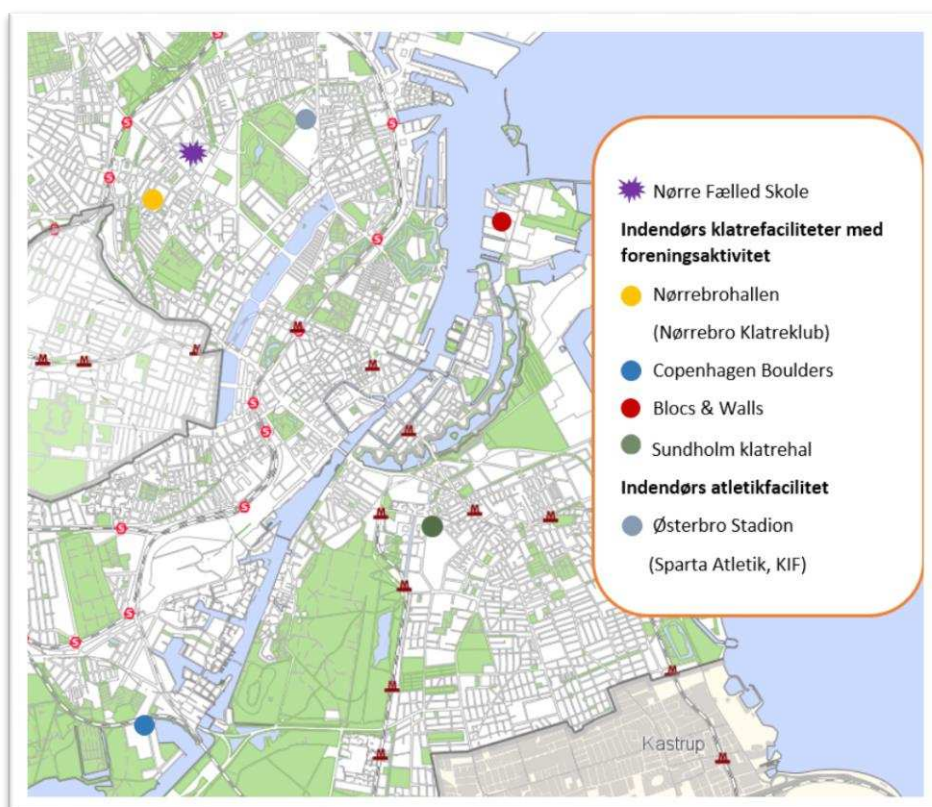 Nørre Fælled Skole
Indendørs klatrefaciliteter med
foreningsaktivitet
Nørrebrohallen
(Nørrebro Klatreklub)
Copenhagen Boulders
Blocs & Walls
Sundholm klatrehal
Indendørs atletikfacilitet
Østerbro Stadion
(Sparta Atletik, KIF)
Kastrup